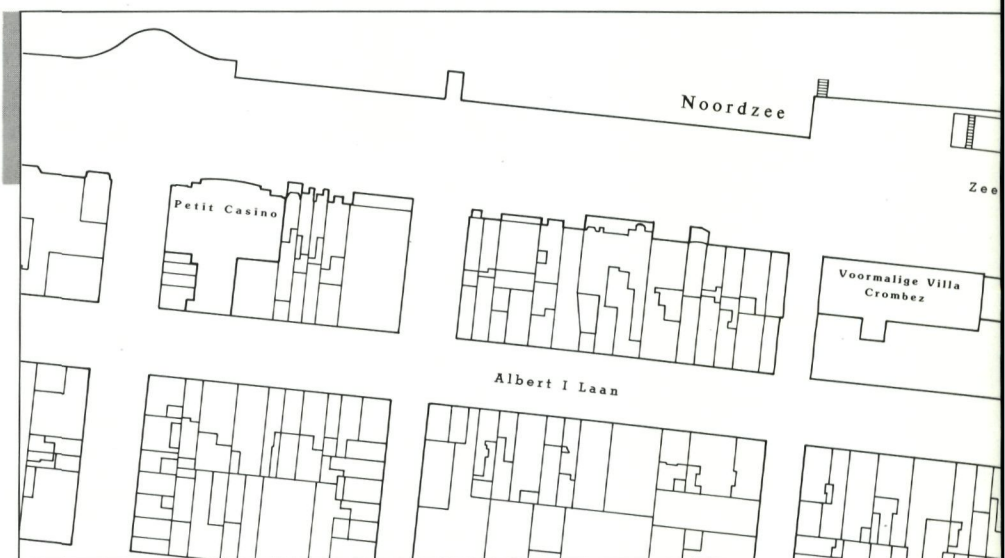 Noordzee
Zee
Petit Casino
Voormalige Villa
Crombez
Albert I Laan